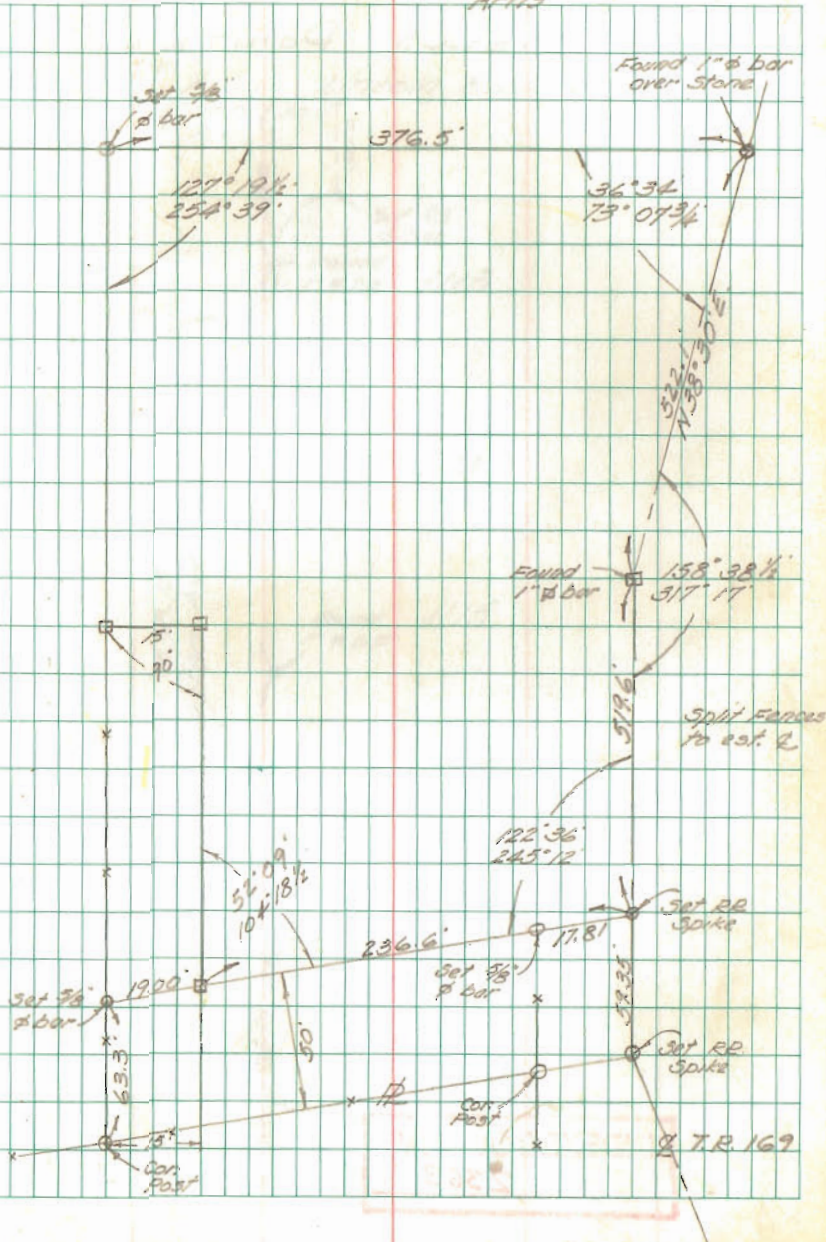 Found 1"ϕ bar
over Stone
Set 5/8"
ϕ bar
376.5'
127° 19½'
254° 39'
36° 34'
73° 07¾'
522.1
N 38° 30' E
Found
1"ϕ bar
158° 38½'
317° 17'
15'
90°
519.6'
Split Fences
to est. ℄
122° 36'
245° 12'
52° 09'
104° 18½
236.6'
17.81
Set RR
Spike
Set 5/8"
ϕ bar
19.00'
Set 5/8"
ϕ bar
50'
59.35'
63.3'
Set RR
Spike
Cor.
Post
15'
Cor.
Post
℄ T.R. 169